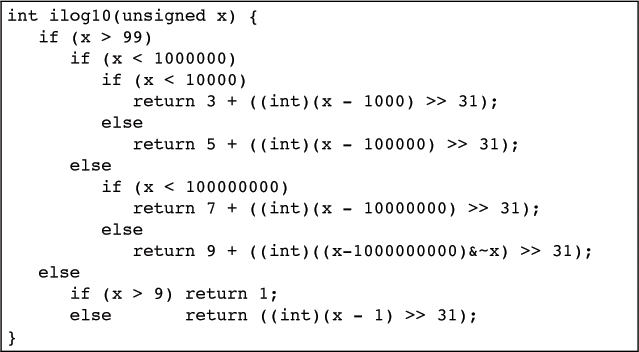 int ilog10(unsigned x) {
   if (x > 99)
      if (x < 1000000)
         if (x < 10000)
            return 3 + ((int)(x - 1000) >> 31);
         else
            return 5 + ((int)(x - 100000) >> 31);
      else
         if (x < 100000000)
            return 7 + ((int)(x - 10000000) >> 31);
         else
            return 9 + ((int)((x-1000000000)&~x) >> 31);
   else
      if (x > 9) return 1;
      else       return ((int)(x - 1) >> 31);
}